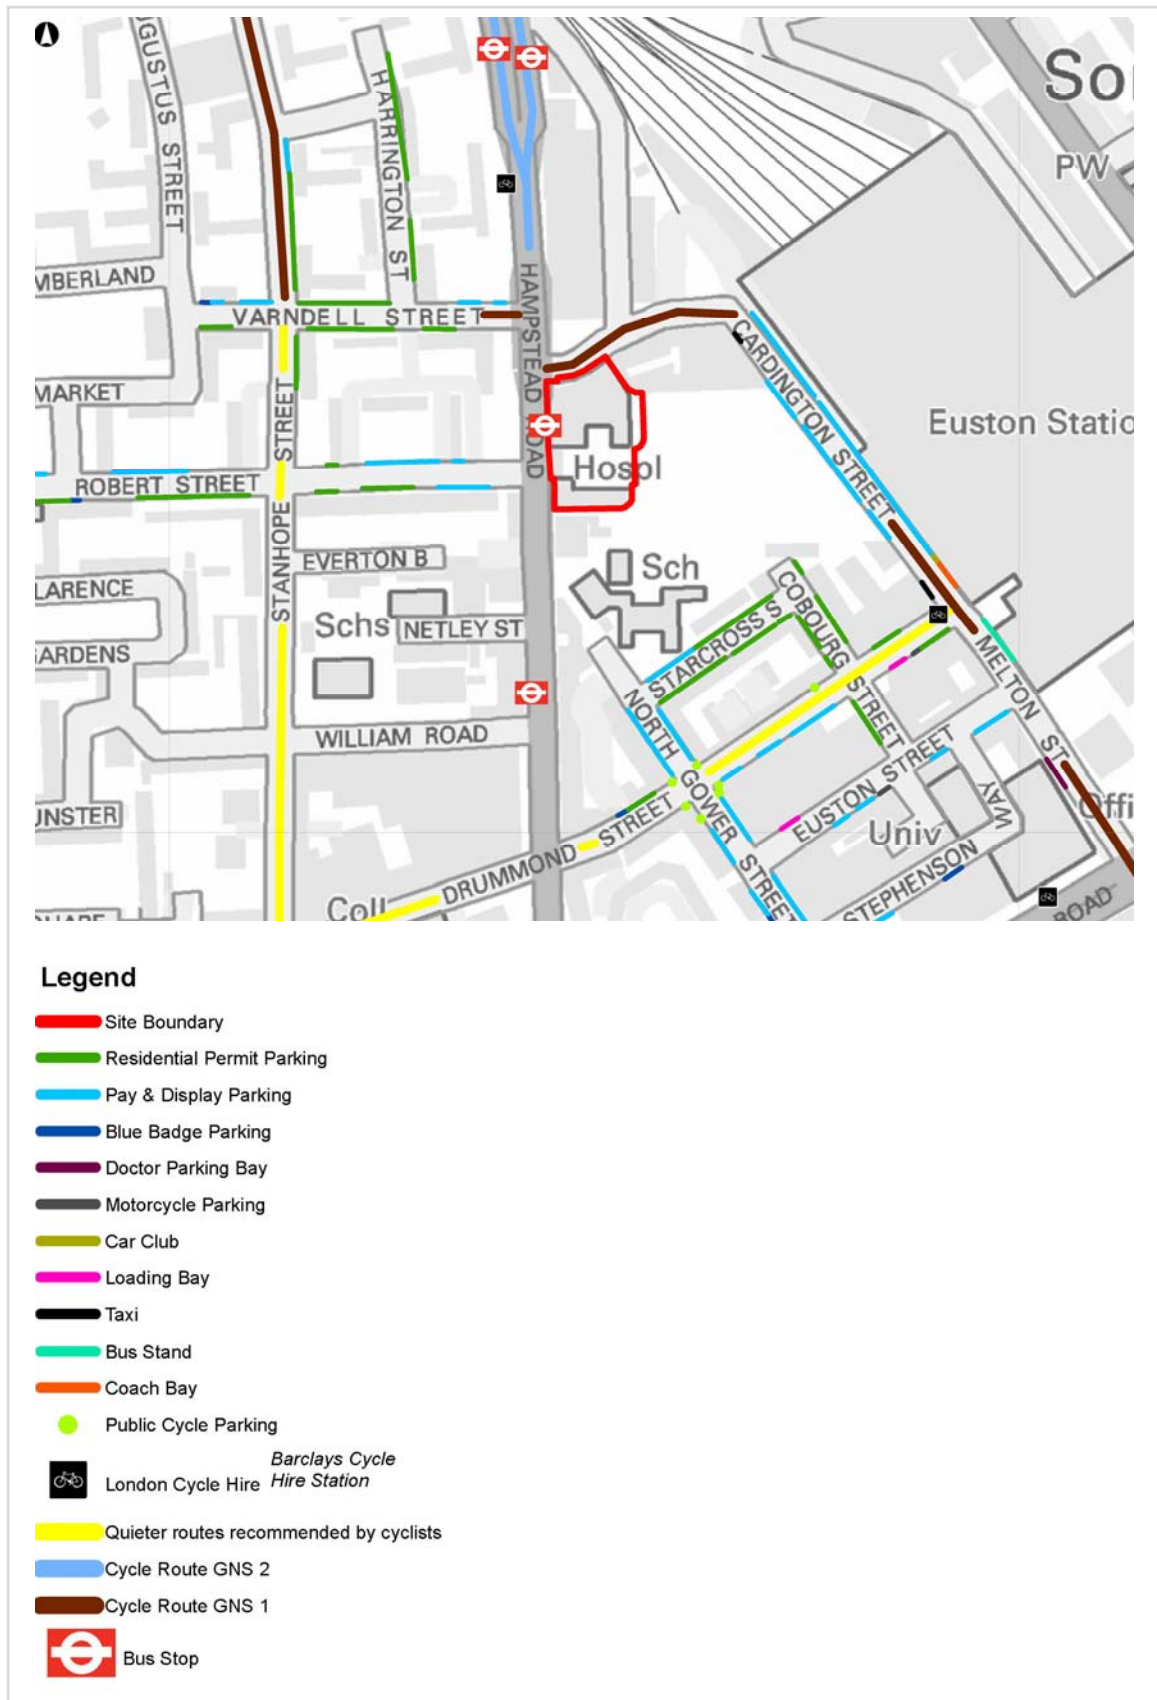 Sor
PW
GUSTUS STREET
HARRINGTON ST
MBERLAND
VARNDELL STREET
HAMPSTEAD ROAD
CARDINGTON STREET
MARKET
Euston Static
STANHOPE STREET
ROBERT STREET
Hospl
EVERTON B
Sch
COBOURG STREET
LARENCE
Schs
NETLEY ST
STARCROSS S
MELTON ST
ARDENS
NORTH GOWER STREET
WILLIAM ROAD
EUSTON STREET
WAY
Offi
UNSTER
DRUMMOND STREET
Univ
STEPHENSON
Coll
ROAD
QUARE
Legend
Site Boundary
Residential Permit Parking
Pay & Display Parking
Blue Badge Parking
Doctor Parking Bay
Motorcycle Parking
Car Club
Loading Bay
Taxi
Bus Stand
Coach Bay
Public Cycle Parking
London Cycle Hire Barclays Cycle
Hire Station
Quieter routes recommended by cyclists
Cycle Route GNS 2
Cycle Route GNS 1
Bus Stop